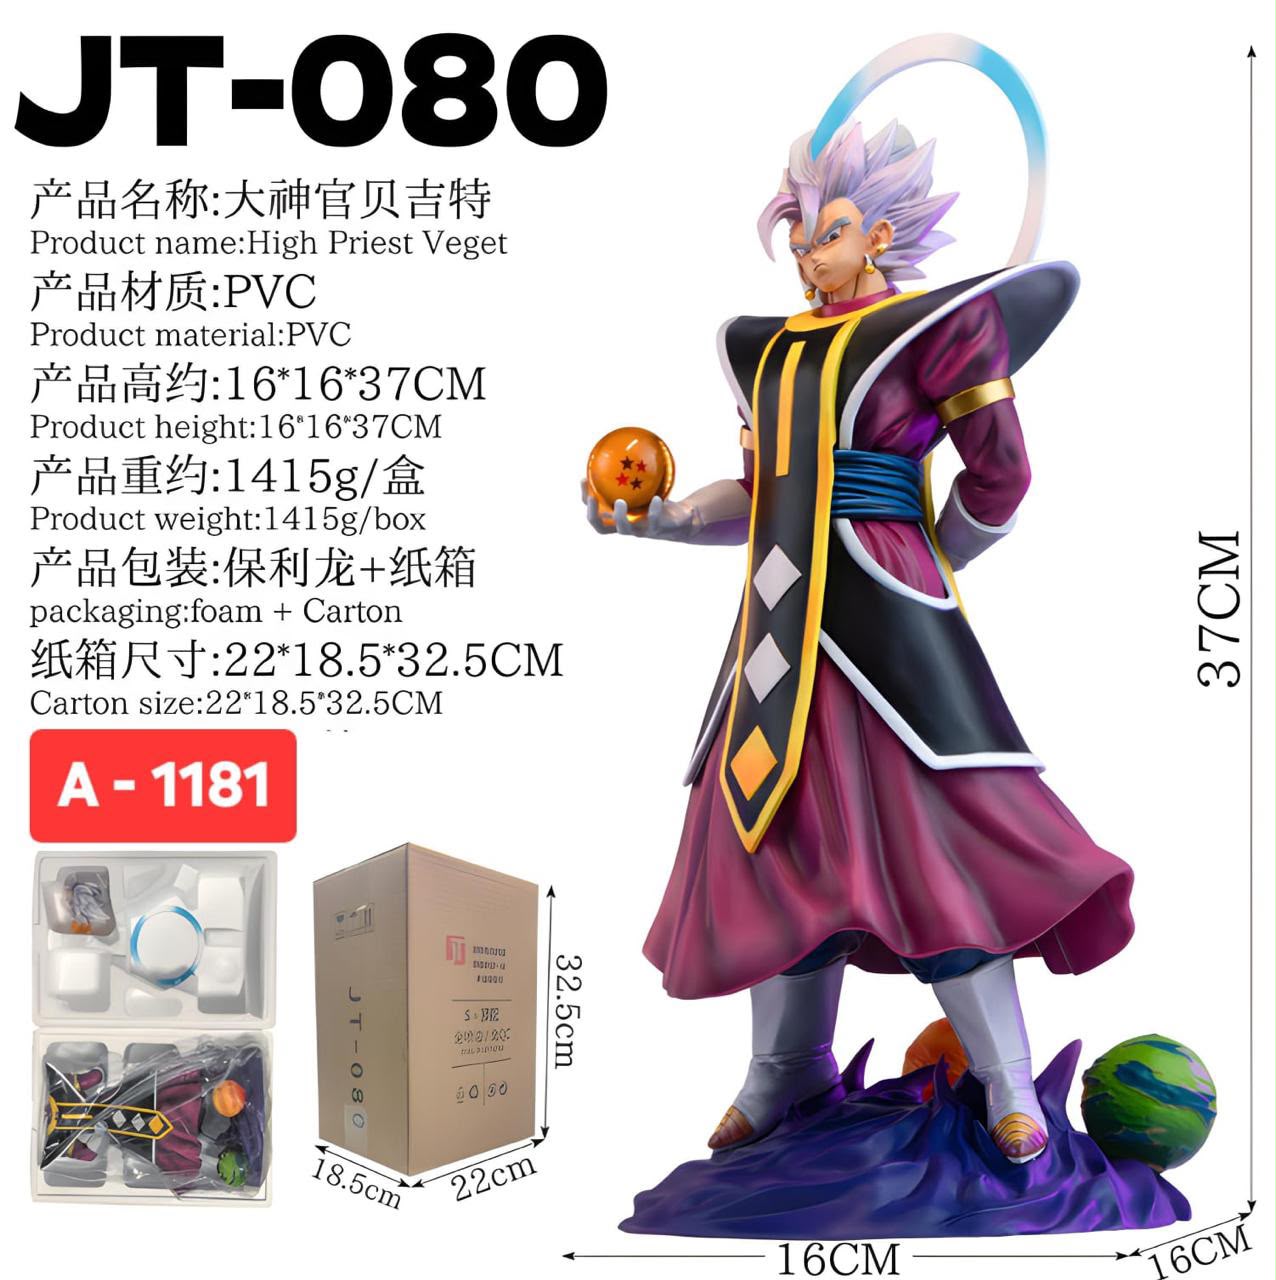 JT-080
产品名称:大神官贝吉特
Product name:High Priest Veget
产品材质:PVC
Product material:PVC
产品高约:16*16*37CM
Product height:16*16*37CM
产品重约:1415g/盒
Product weight:1415g/box
产品包装:保利龙+纸箱
packaging:foam + Carton
纸箱尺寸:22*18.5*32.5CM
Carton size:22*18.5*32.5CM
A - 1181
JT-080
32.5cm
18.5cm
22cm
37CM
16CM
16CM